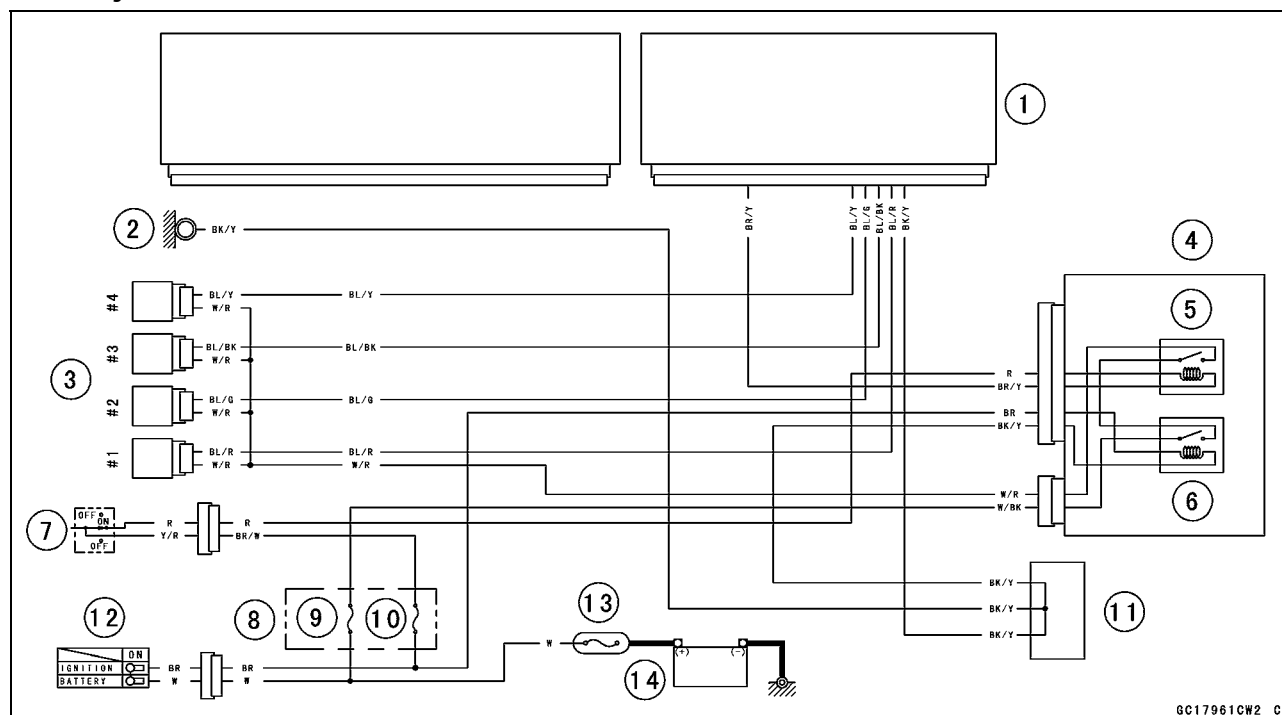 1
BR/Y
BL/Y
BL/G
BL/BK
BL/R
BK/Y
2
BK/Y
4
#4
BL/Y
BL/Y
W/R
5
#3
BL/BK
BL/BK
W/R
3
R
BR/Y
#2
BL/G
BL/G
W/R
BR
BK/Y
#1
BL/R
BL/R
W/R
W/R
W/R
W/BK
6
7
OFF
ON
OFF
R
R
Y/R
BR/W
BK/Y
BK/Y
BK/Y
11
8
9
10
13
12
ON
IGNITION
BATTERY
BR
BR
W
W
W
(+)
(-)
14
GC17961CW2 C